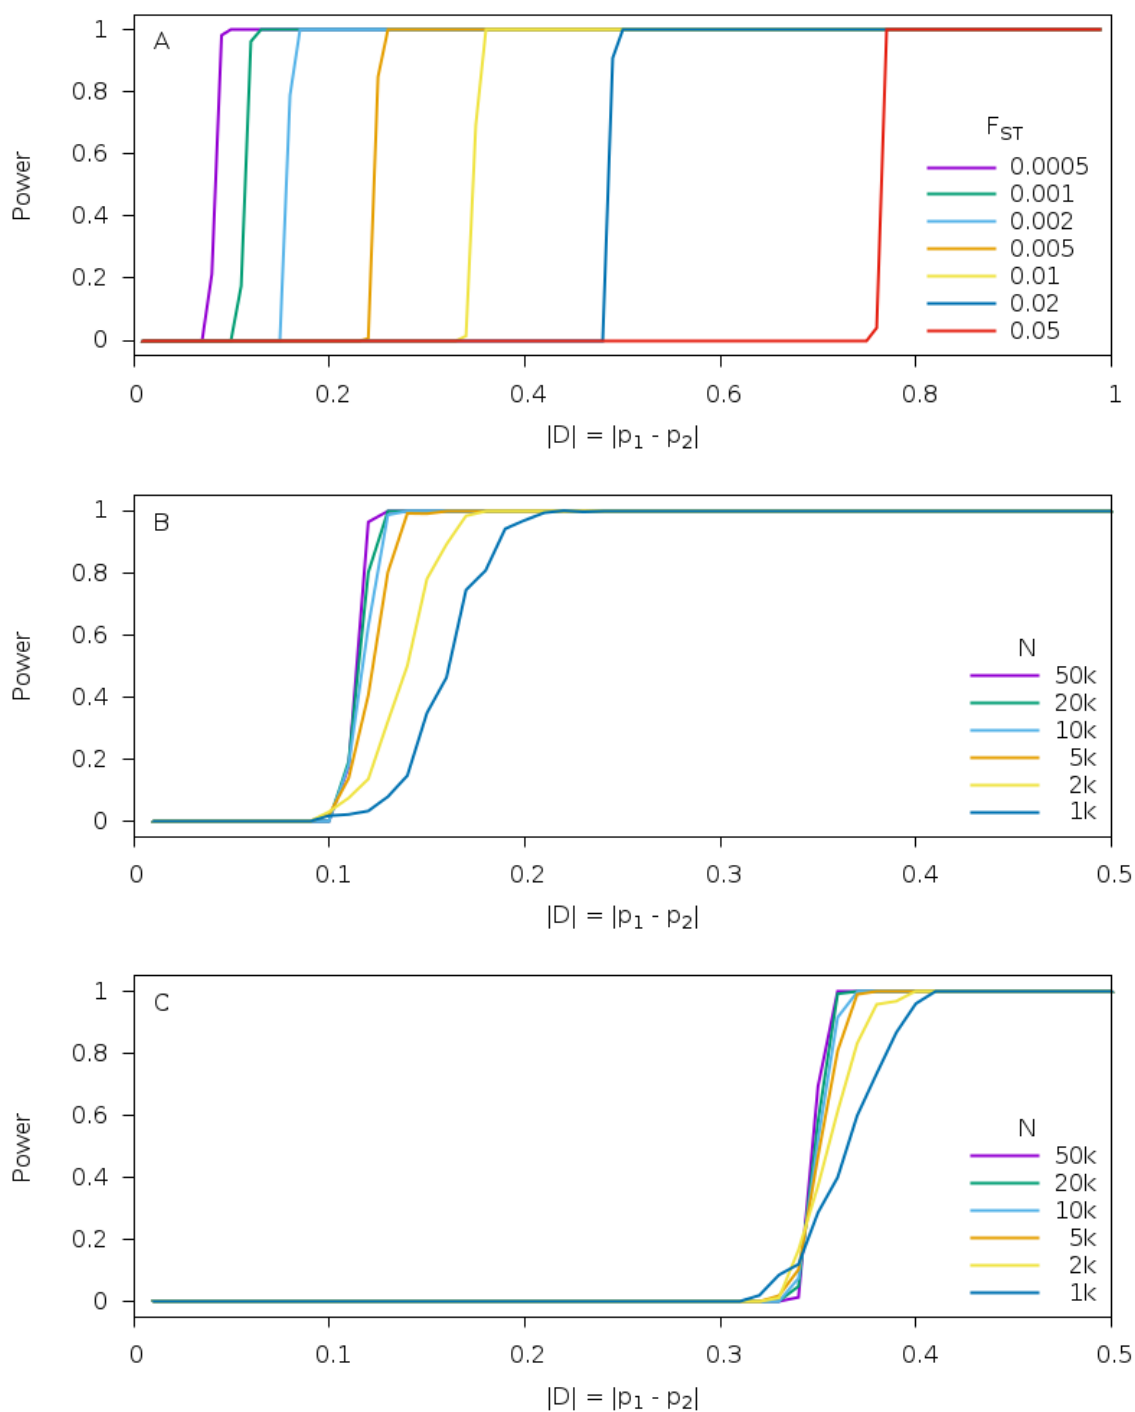 A
1
0.8
0.6
0.4
0.2
0
Power
F_ST
0.0005
0.001
0.002
0.005
0.01
0.02
0.05
0 0.2 0.4 0.6 0.8 1
|D| = |p₁ - p₂|
B
1
0.8
0.6
0.4
0.2
0
Power
N
50k
20k
10k
5k
2k
1k
0 0.1 0.2 0.3 0.4 0.5
|D| = |p₁ - p₂|
C
1
0.8
0.6
0.4
0.2
0
Power
N
50k
20k
10k
5k
2k
1k
0 0.1 0.2 0.3 0.4 0.5
|D| = |p₁ - p₂|